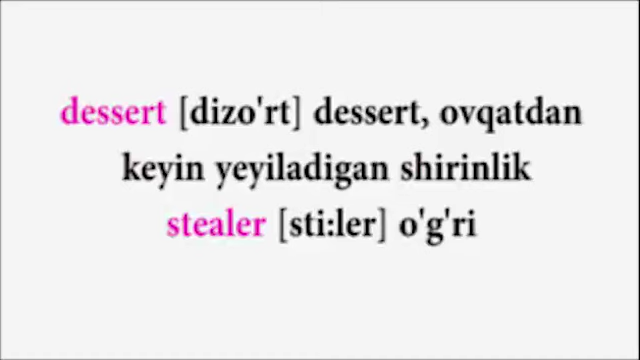 dessert [dizo'rt] dessert, ovqatdan
keyin yeyiladigan shirinlik
stealer [sti:ler] o'g'ri